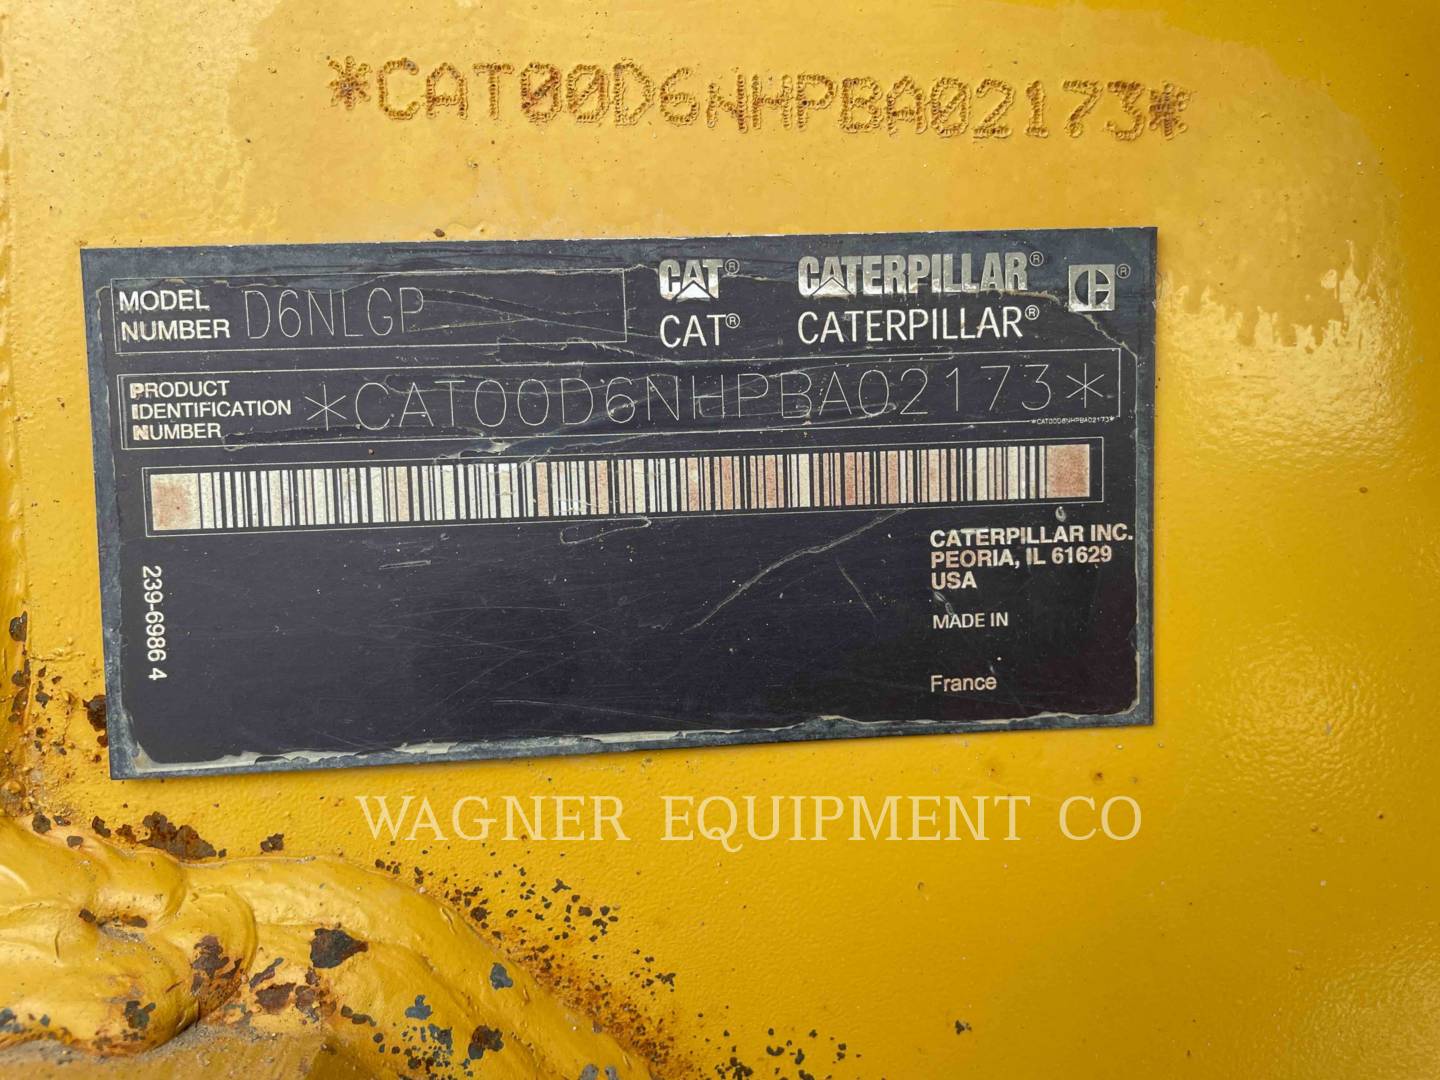 *CAT00D6NHPBA02173*
MODEL NUMBER D6NLGP
CAT® CATERPILLAR® ®
CAT® CATERPILLAR®
PRODUCT IDENTIFICATION NUMBER *CAT00D6NHPBA02173*
*CAT00D6NHPBA02173*
CATERPILLAR INC.
PEORIA, IL 61629
USA
MADE IN
France
239-6986 4
WAGNER EQUIPMENT CO